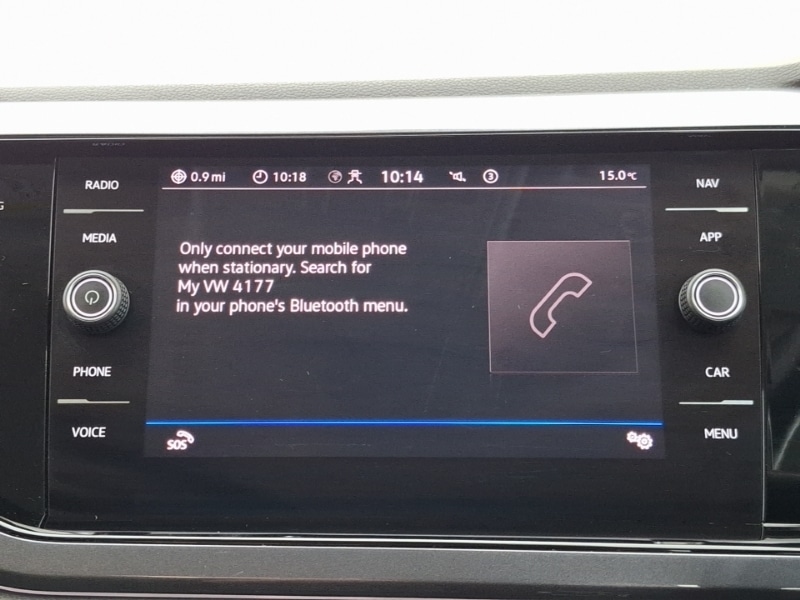 RADIO
MEDIA
PHONE
VOICE
0.9 mi 10:18 10:14 3 15.0°C
Only connect your mobile phone
when stationary. Search for
My VW 4177
in your phone's Bluetooth menu.
SOS
NAV
APP
CAR
MENU